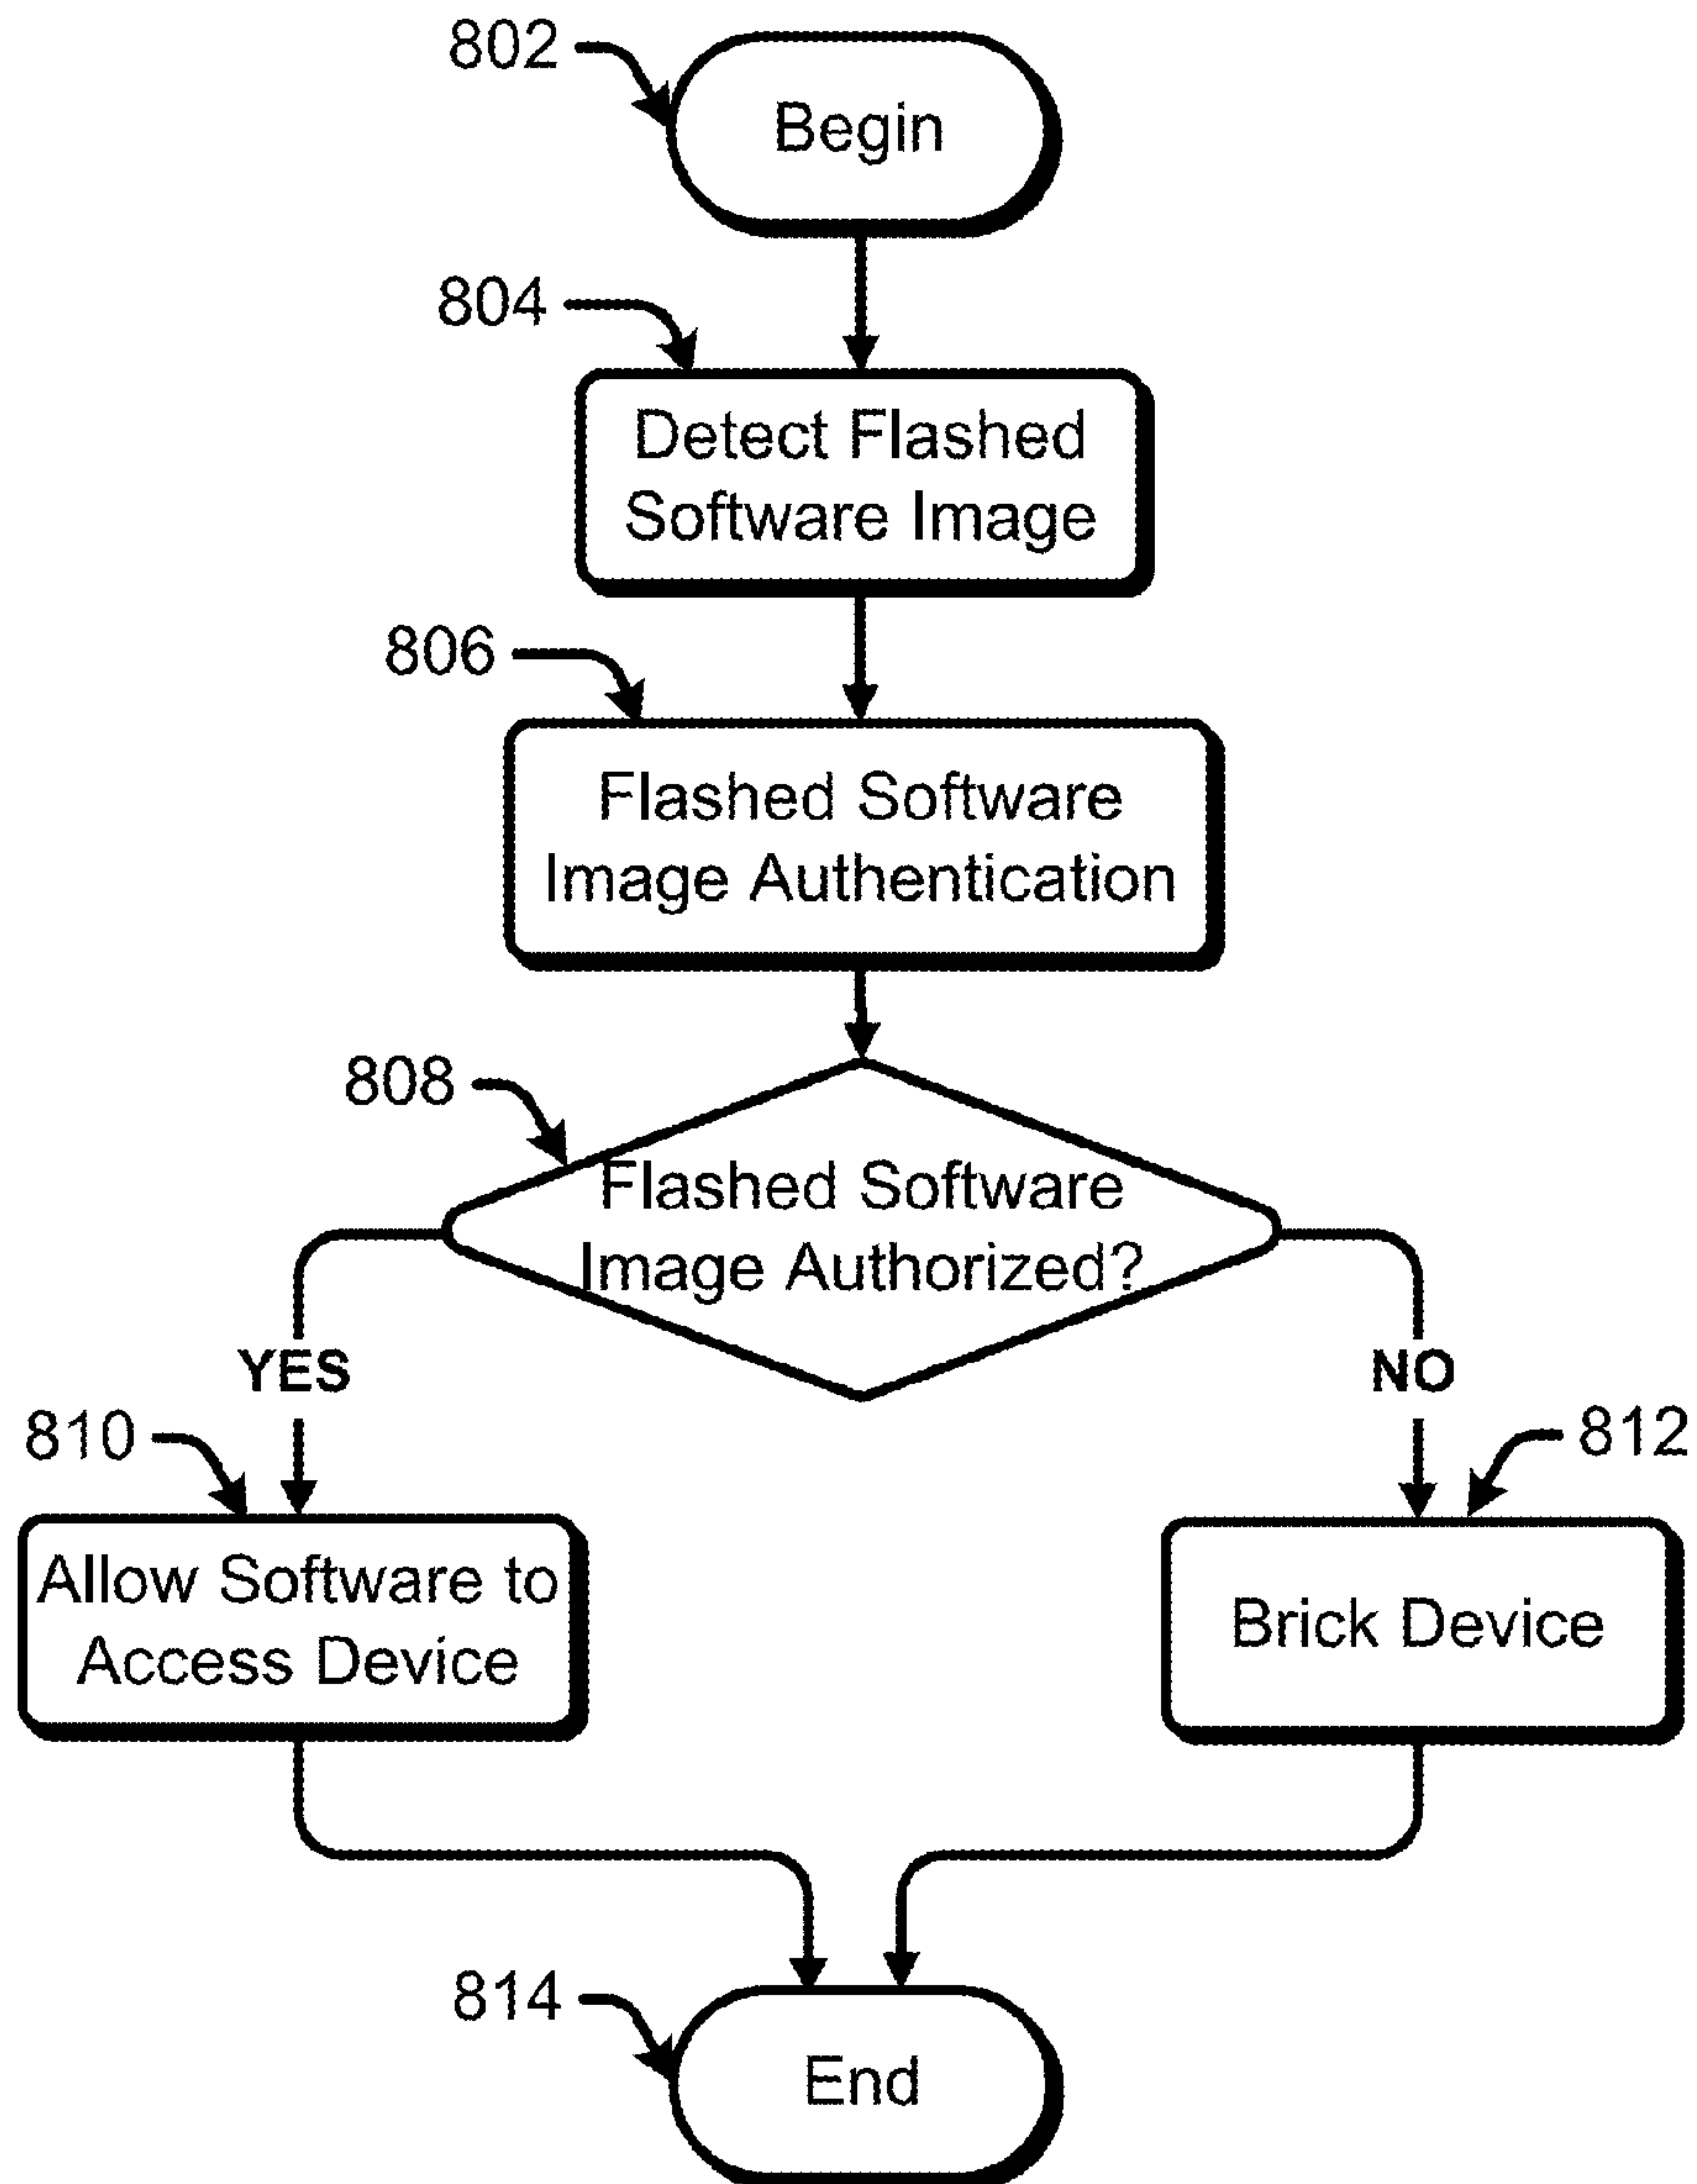 802
Begin
804
Detect Flashed
Software Image
806
Flashed Software
Image Authentication
808
Flashed Software
Image Authorized?
YES
NO
810
812
Allow Software to
Access Device
Brick Device
814
End